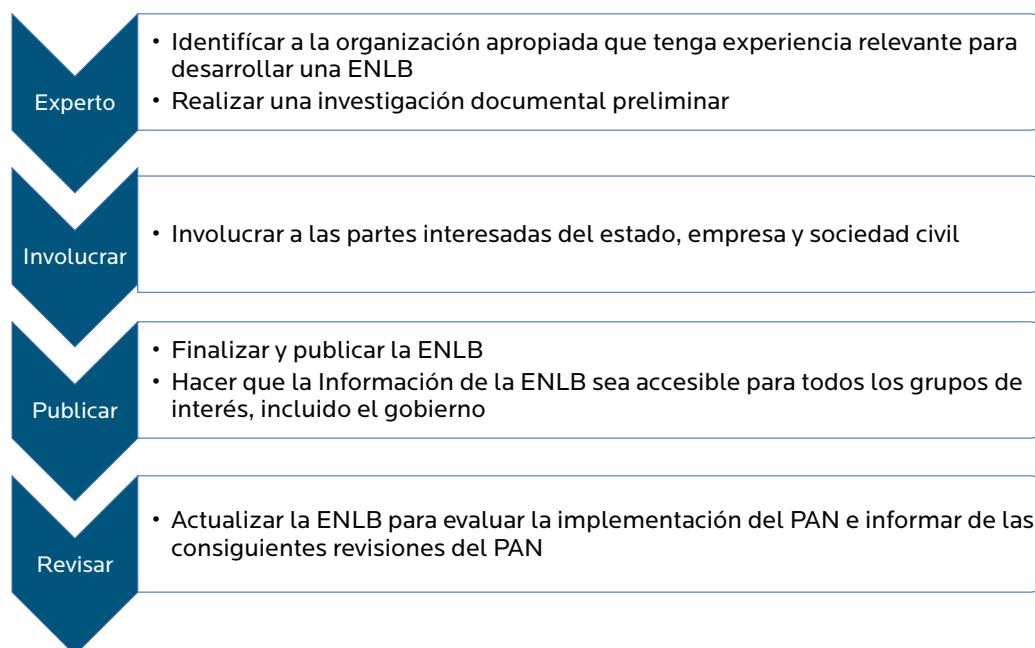 Experto
• Identifícar a la organización apropiada que tenga experiencia relevante para
desarrollar una ENLB
• Realizar una investigación documental preliminar
Involucrar
• Involucrar a las partes interesadas del estado, empresa y sociedad civil
Publicar
• Finalizar y publicar la ENLB
• Hacer que la Información de la ENLB sea accesible para todos los grupos de
interés, incluido el gobierno
Revisar
• Actualizar la ENLB para evaluar la implementación del PAN e informar de las
consiguientes revisiones del PAN